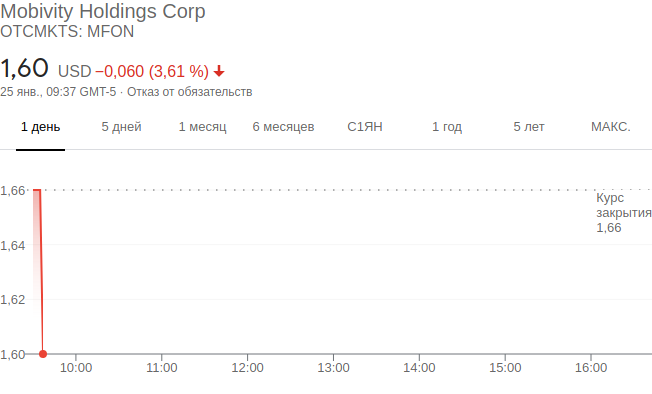 Mobivity Holdings Corp
OTCMKTS: MFON
1,60 USD −0,060 (3,61 %)
25 янв., 09:37 GMT-5 · Отказ от обязательств
1 день 5 дней 1 месяц 6 месяцев С1ЯН 1 год 5 лет МАКС.
1,66
Курс
закрытия
1,66
1,64
1,62
1,60
10:00 11:00 12:00 13:00 14:00 15:00 16:00